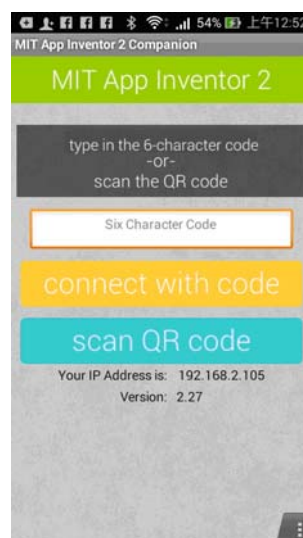 54% 上午12:52
MIT App Inventor 2 Companion
MIT App Inventor 2
type in the 6-character code
-or-
scan the QR code
Six Character Code
connect with code
scan QR code
Your IP Address is: 192.168.2.105
Version: 2.27